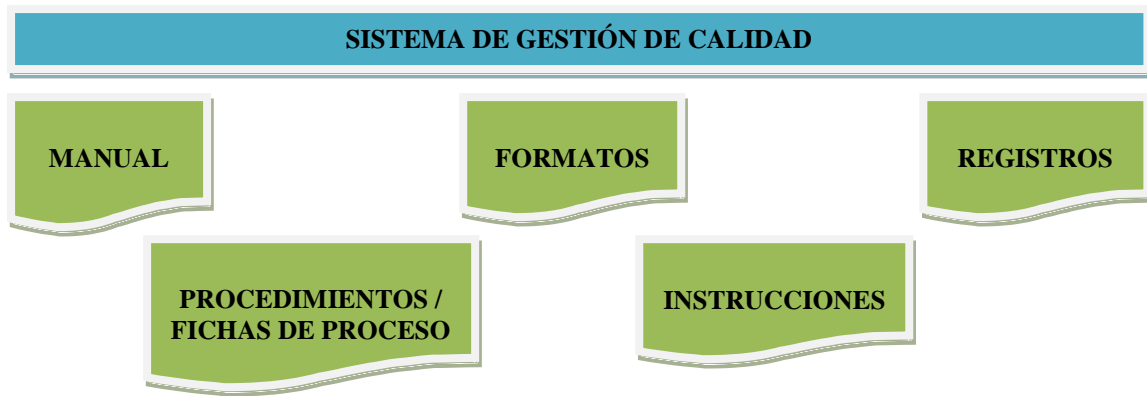 SISTEMA DE GESTIÓN DE CALIDAD
MANUAL
FORMATOS
REGISTROS
PROCEDIMIENTOS /
FICHAS DE PROCESO
INSTRUCCIONES